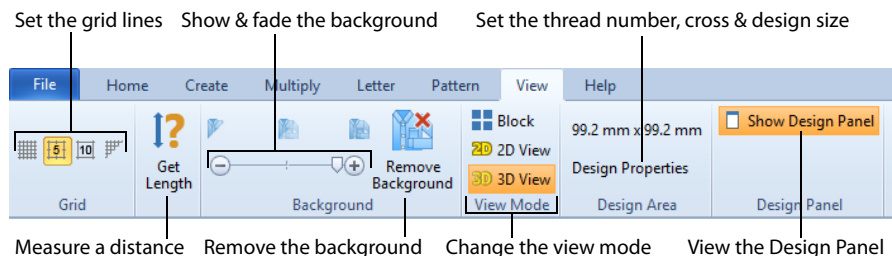 Set the grid lines Show & fade the background Set the thread number, cross & design size
File Home Create Multiply Letter Pattern View Help
5 10
Get Length
Remove Background
Block
2D 2D View
3D 3D View
99.2 mm x 99.2 mm
Design Properties
Show Design Panel
Grid Background View Mode Design Area Design Panel
Measure a distance Remove the background Change the view mode View the Design Panel